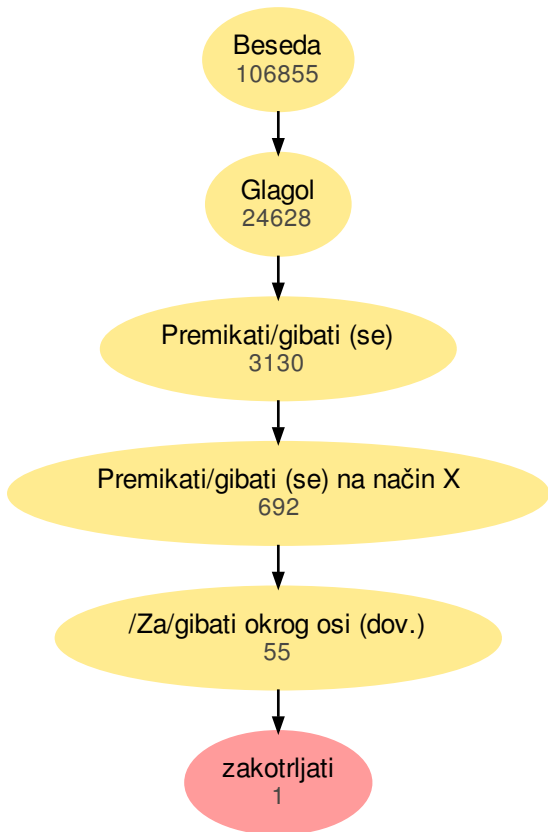 Beseda
106855
Glagol
24628
Premikati/gibati (se)
3130
Premikati/gibati (se) na način X
692
/Za/gibati okrog osi (dov.)
55
zakotrljati
1